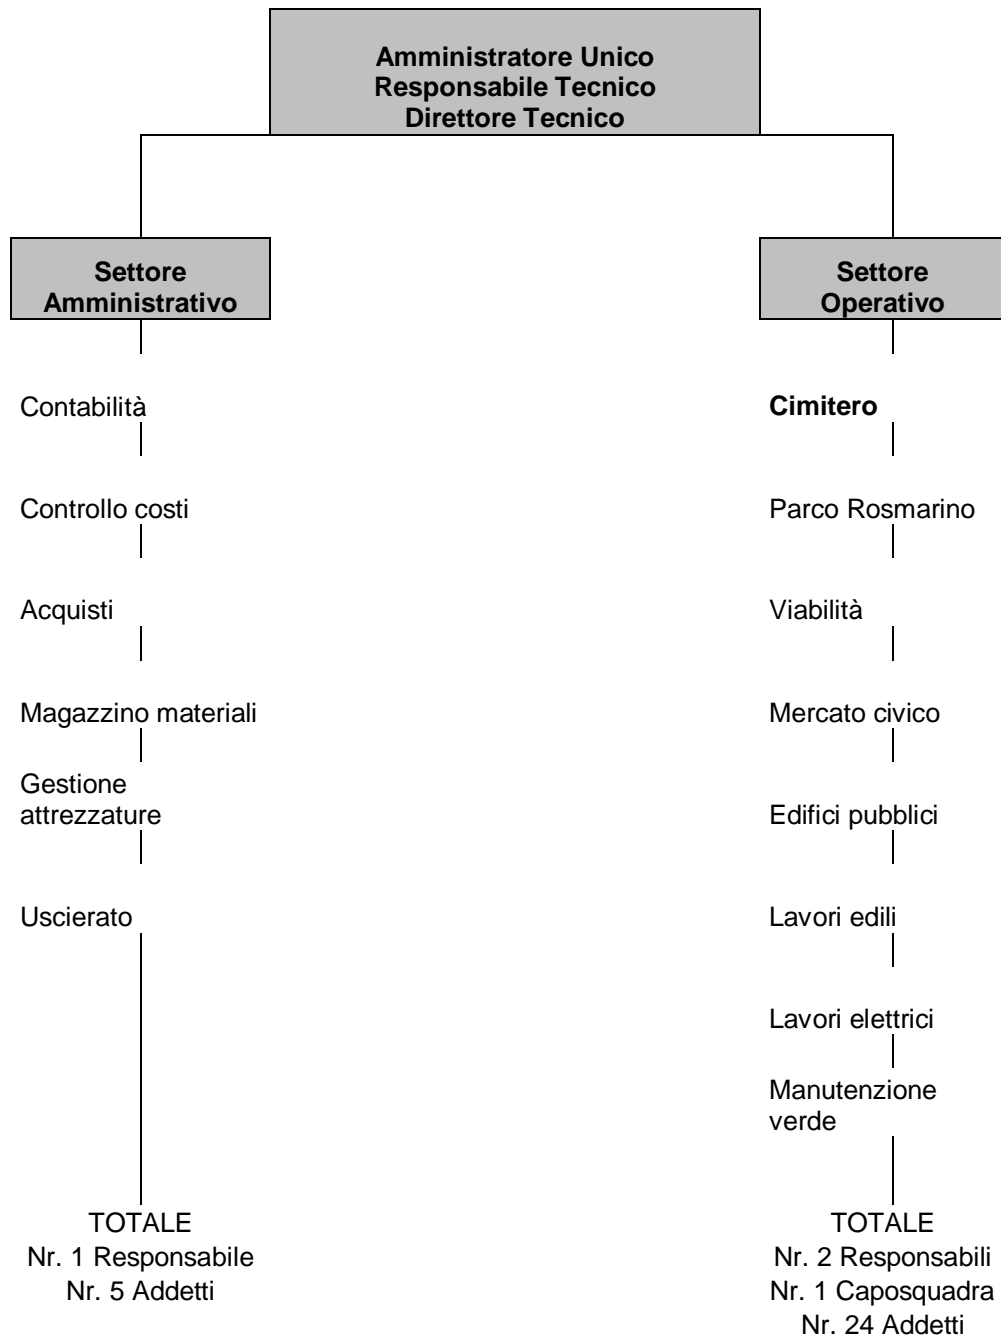 Amministratore Unico
Responsabile Tecnico
Direttore Tecnico
Settore
Amministrativo
Contabilità
Controllo costi
Acquisti
Magazzino materiali
Gestione
attrezzature
Uscierato
TOTALE
Nr. 1 Responsabile
Nr. 5 Addetti
Settore
Operativo
Cimitero
Parco Rosmarino
Viabilità
Mercato civico
Edifici pubblici
Lavori edili
Lavori elettrici
Manutenzione
verde
TOTALE
Nr. 2 Responsabili
Nr. 1 Caposquadra
Nr. 24 Addetti